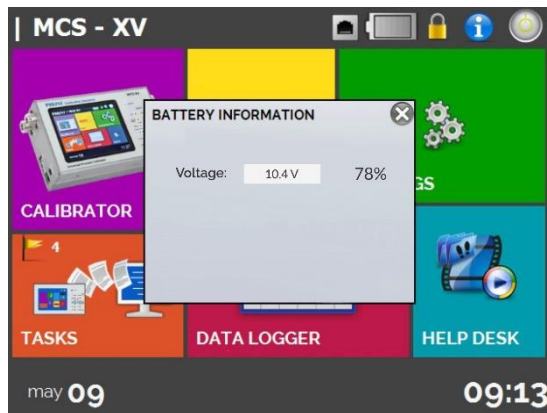 | MCS - XV
BATTERY INFORMATION
Voltage: 10.4 V 78%
GS
CALIBRATOR
4
TASKS
DATA LOGGER
HELP DESK
may 09
09:13